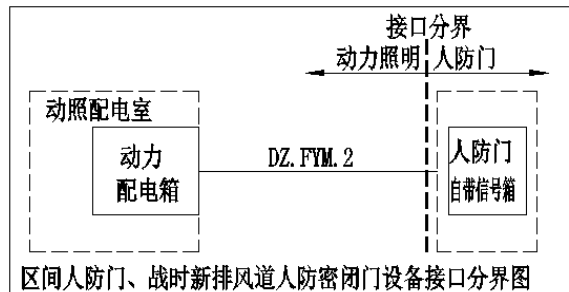 接口分界
动力照明 人防门
动照配电室
动力
配电箱
DZ.FYM.2
人防门
自带信号箱
区间人防门、战时新排风道人防密闭门设备接口分界图